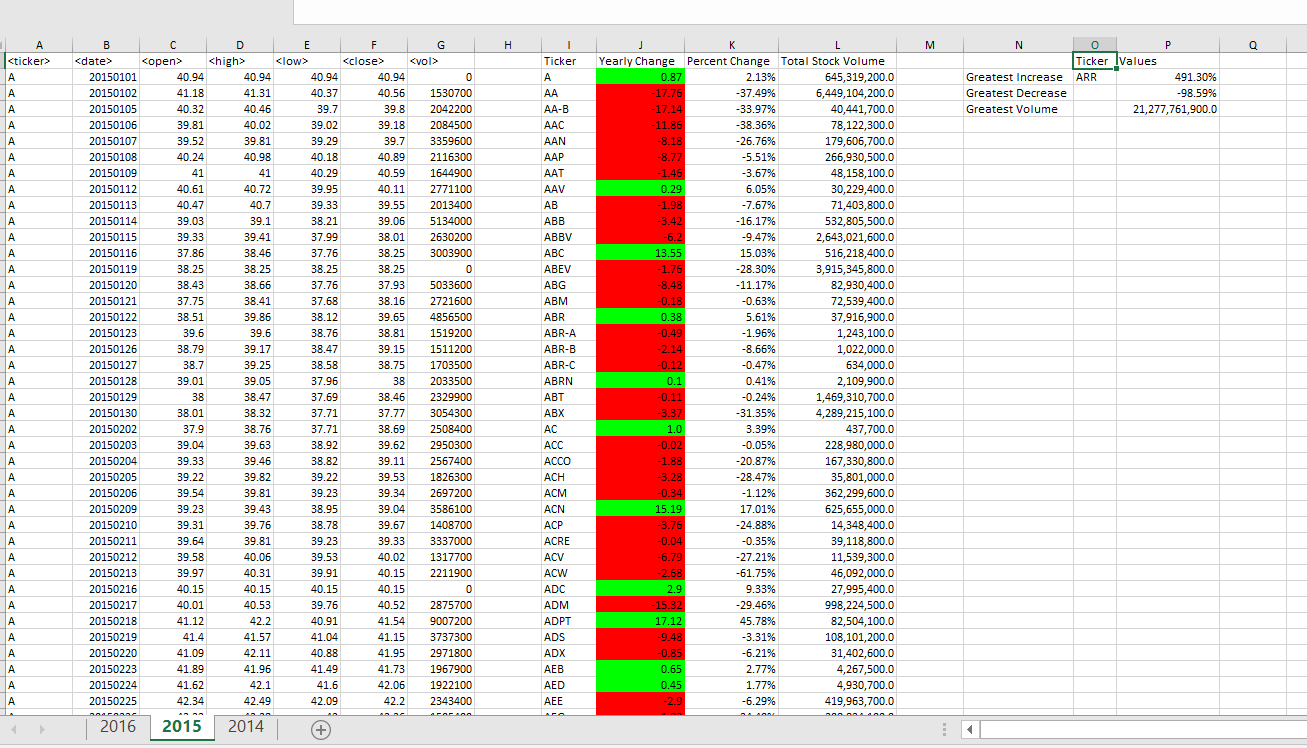 A B C D E F G H I J K L M N O P Q
<ticker> <date> <open> <high> <low> <close> <vol> Ticker Yearly Change Percent Change Total Stock Volume Ticker Values
A 20150101 40.94 40.94 40.94 40.94 0 A 0.87 2.13% 645,319,200.0 Greatest Increase ARR 491.30%
A 20150102 41.18 41.31 40.37 40.56 1530700 AA -17.76 -37.49% 6,449,104,200.0 Greatest Decrease -98.59%
A 20150105 40.32 40.46 39.7 39.8 2042200 AA-B -17.14 -33.97% 40,441,700.0 Greatest Volume 21,277,761,900.0
A 20150106 39.81 40.02 39.02 39.18 2084500 AAC -11.86 -38.36% 78,122,300.0
A 20150107 39.52 39.81 39.29 39.7 3359600 AAN -8.18 -26.76% 179,606,700.0
A 20150108 40.24 40.98 40.18 40.89 2116300 AAP -8.77 -5.51% 266,930,500.0
A 20150109 41 41 40.29 40.59 1644900 AAT -1.46 -3.67% 48,158,100.0
A 20150112 40.61 40.72 39.95 40.11 2771100 AAV 0.29 6.05% 30,229,400.0
A 20150113 40.47 40.7 39.33 39.55 2013400 AB -1.98 -7.67% 71,403,800.0
A 20150114 39.03 39.1 38.21 39.06 5134000 ABB -3.42 -16.17% 532,805,500.0
A 20150115 39.33 39.41 37.99 38.01 2630200 ABBV -6.2 -9.47% 2,643,021,600.0
A 20150116 37.86 38.46 37.76 38.25 3003900 ABC 13.55 15.03% 516,218,400.0
A 20150119 38.25 38.25 38.25 38.25 0 ABEV -1.76 -28.30% 3,915,345,800.0
A 20150120 38.43 38.66 37.76 37.93 5033600 ABG -8.48 -11.17% 82,930,400.0
A 20150121 37.75 38.41 37.68 38.16 2721600 ABM -0.18 -0.63% 72,539,400.0
A 20150122 38.51 39.86 38.12 39.65 4856500 ABR 0.38 5.61% 37,916,900.0
A 20150123 39.6 39.6 38.76 38.81 1519200 ABR-A -0.49 -1.96% 1,243,100.0
A 20150126 38.79 39.17 38.47 39.15 1511200 ABR-B -2.14 -8.66% 1,022,000.0
A 20150127 38.7 39.25 38.58 38.75 1703500 ABR-C -0.12 -0.47% 634,000.0
A 20150128 39.01 39.05 37.96 38 2033500 ABRN 0.1 0.41% 2,109,900.0
A 20150129 38 38.47 37.69 38.46 2329900 ABT -0.11 -0.24% 1,469,310,700.0
A 20150130 38.01 38.32 37.71 37.77 3054300 ABX -3.37 -31.35% 4,289,215,100.0
A 20150202 37.9 38.76 37.71 38.69 2508400 AC 1.0 3.39% 437,700.0
A 20150203 39.04 39.63 38.92 39.62 2950300 ACC -0.02 -0.05% 228,980,000.0
A 20150204 39.33 39.46 38.82 39.11 2567400 ACCO -1.88 -20.87% 167,330,800.0
A 20150205 39.22 39.82 39.22 39.53 1826300 ACH -3.28 -28.47% 35,801,000.0
A 20150206 39.54 39.81 39.23 39.34 2697200 ACM -0.34 -1.12% 362,299,600.0
A 20150209 39.23 39.43 38.95 39.04 3586100 ACN 15.19 17.01% 625,655,000.0
A 20150210 39.31 39.76 38.78 39.67 1408700 ACP -3.76 -24.88% 14,348,400.0
A 20150211 39.64 39.81 39.23 39.33 3337000 ACRE -0.04 -0.35% 39,118,800.0
A 20150212 39.58 40.06 39.53 40.02 1317700 ACV -6.79 -27.21% 11,539,300.0
A 20150213 39.97 40.31 39.91 40.15 2211900 ACW -2.68 -61.75% 46,092,000.0
A 20150216 40.15 40.15 40.15 40.15 0 ADC 2.9 9.33% 27,995,400.0
A 20150217 40.01 40.53 39.76 40.52 2875700 ADM -15.32 -29.46% 998,224,500.0
A 20150218 41.12 42.2 40.91 41.54 9007200 ADPT 17.12 45.78% 82,504,100.0
A 20150219 41.4 41.57 41.04 41.15 3737300 ADS -9.48 -3.31% 108,101,200.0
A 20150220 41.09 42.11 40.88 41.95 2971800 ADX -0.85 -6.21% 31,402,600.0
A 20150223 41.89 41.96 41.49 41.73 1967900 AEB 0.65 2.77% 4,267,500.0
A 20150224 41.62 42.1 41.6 42.06 1922100 AED 0.45 1.77% 4,930,700.0
A 20150225 42.34 42.49 42.09 42.2 2343400 AEE -2.9 -6.29% 419,963,700.0
2016 2015 2014